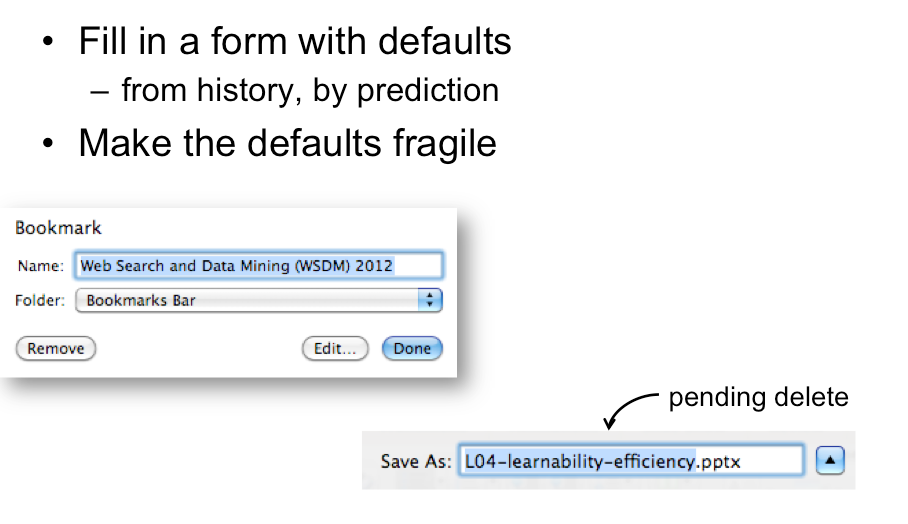 • Fill in a form with defaults
– from history, by prediction
• Make the defaults fragile
Bookmark
Name: Web Search and Data Mining (WSDM) 2012
Folder: Bookmarks Bar
Remove Edit... Done
pending delete
Save As: L04-learnability-efficiency.pptx